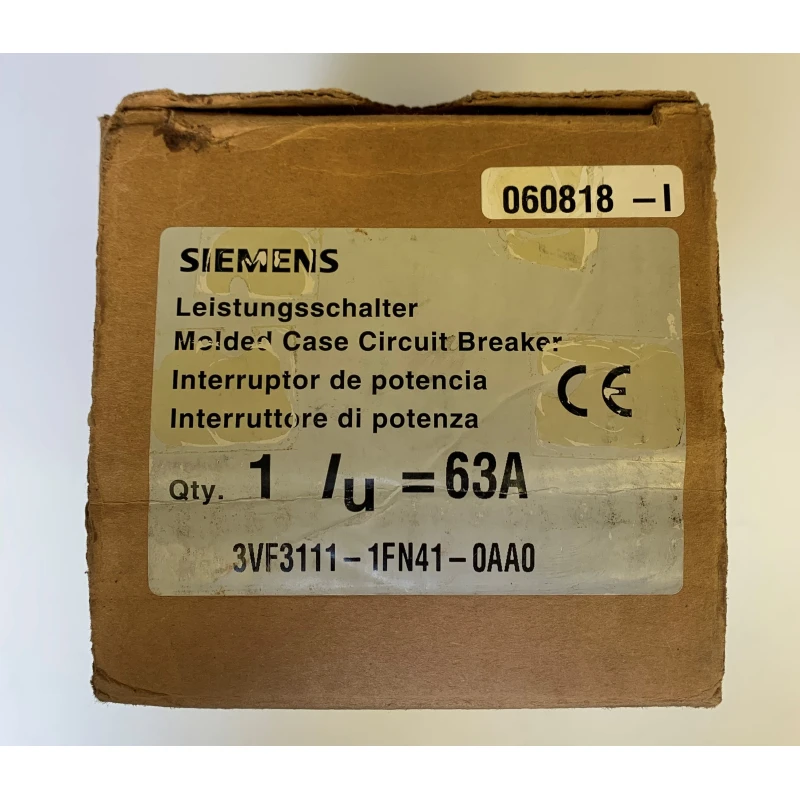 060818 – I
SIEMENS
Leistungsschalter
Molded Case Circuit Breaker
Interruptor de potencia
CE
Interruttore di potenza
Qty. 1 Iu = 63A
3VF3111 – 1FN41 – 0AA0